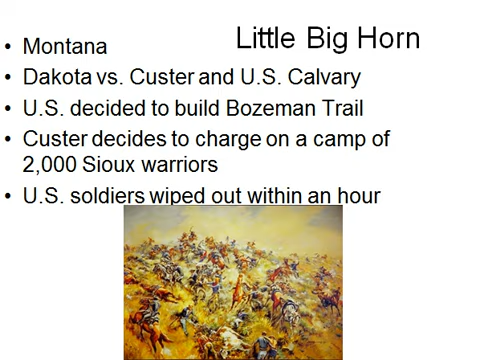 Little Big Horn
• Montana
• Dakota vs. Custer and U.S. Calvary
• U.S. decided to build Bozeman Trail
• Custer decides to charge on a camp of
2,000 Sioux warriors
• U.S. soldiers wiped out within an hour